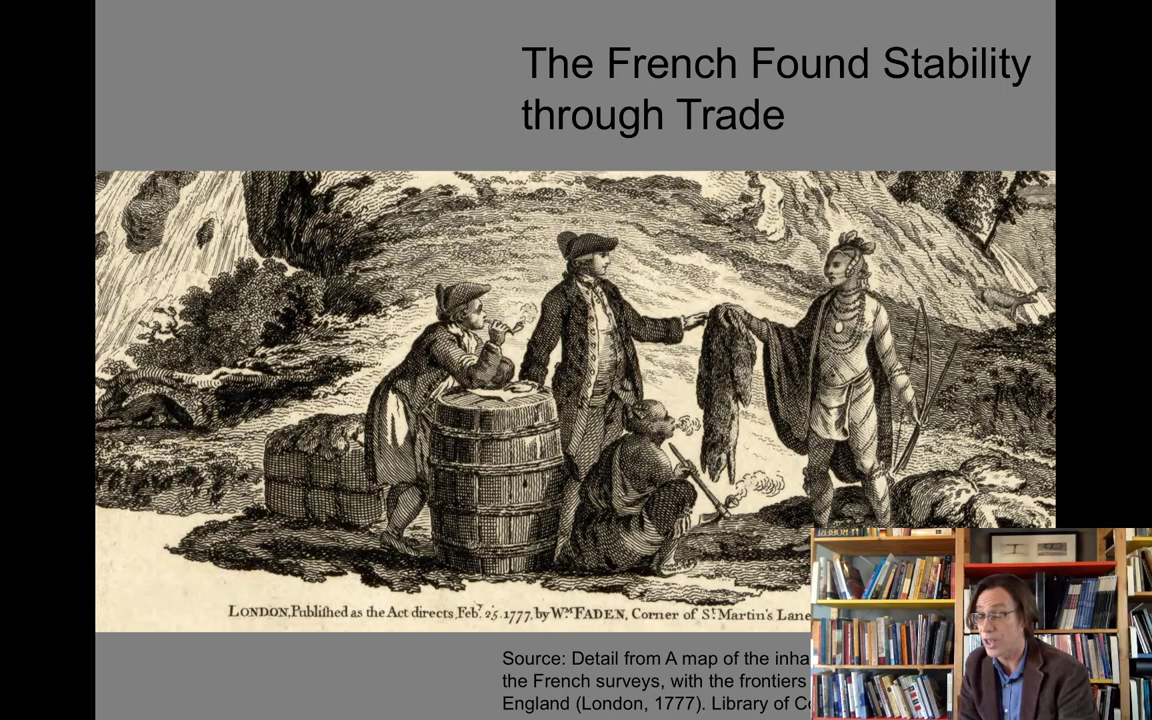 The French Found Stability
through Trade
LONDON, Publiſhed as the Act directs, Feb.y 25. 1777, by Wm. FADEN, Corner of St. Martin's Lane
Source: Detail from A map of the inha
the French surveys, with the frontiers
England (London, 1777). Library of Co